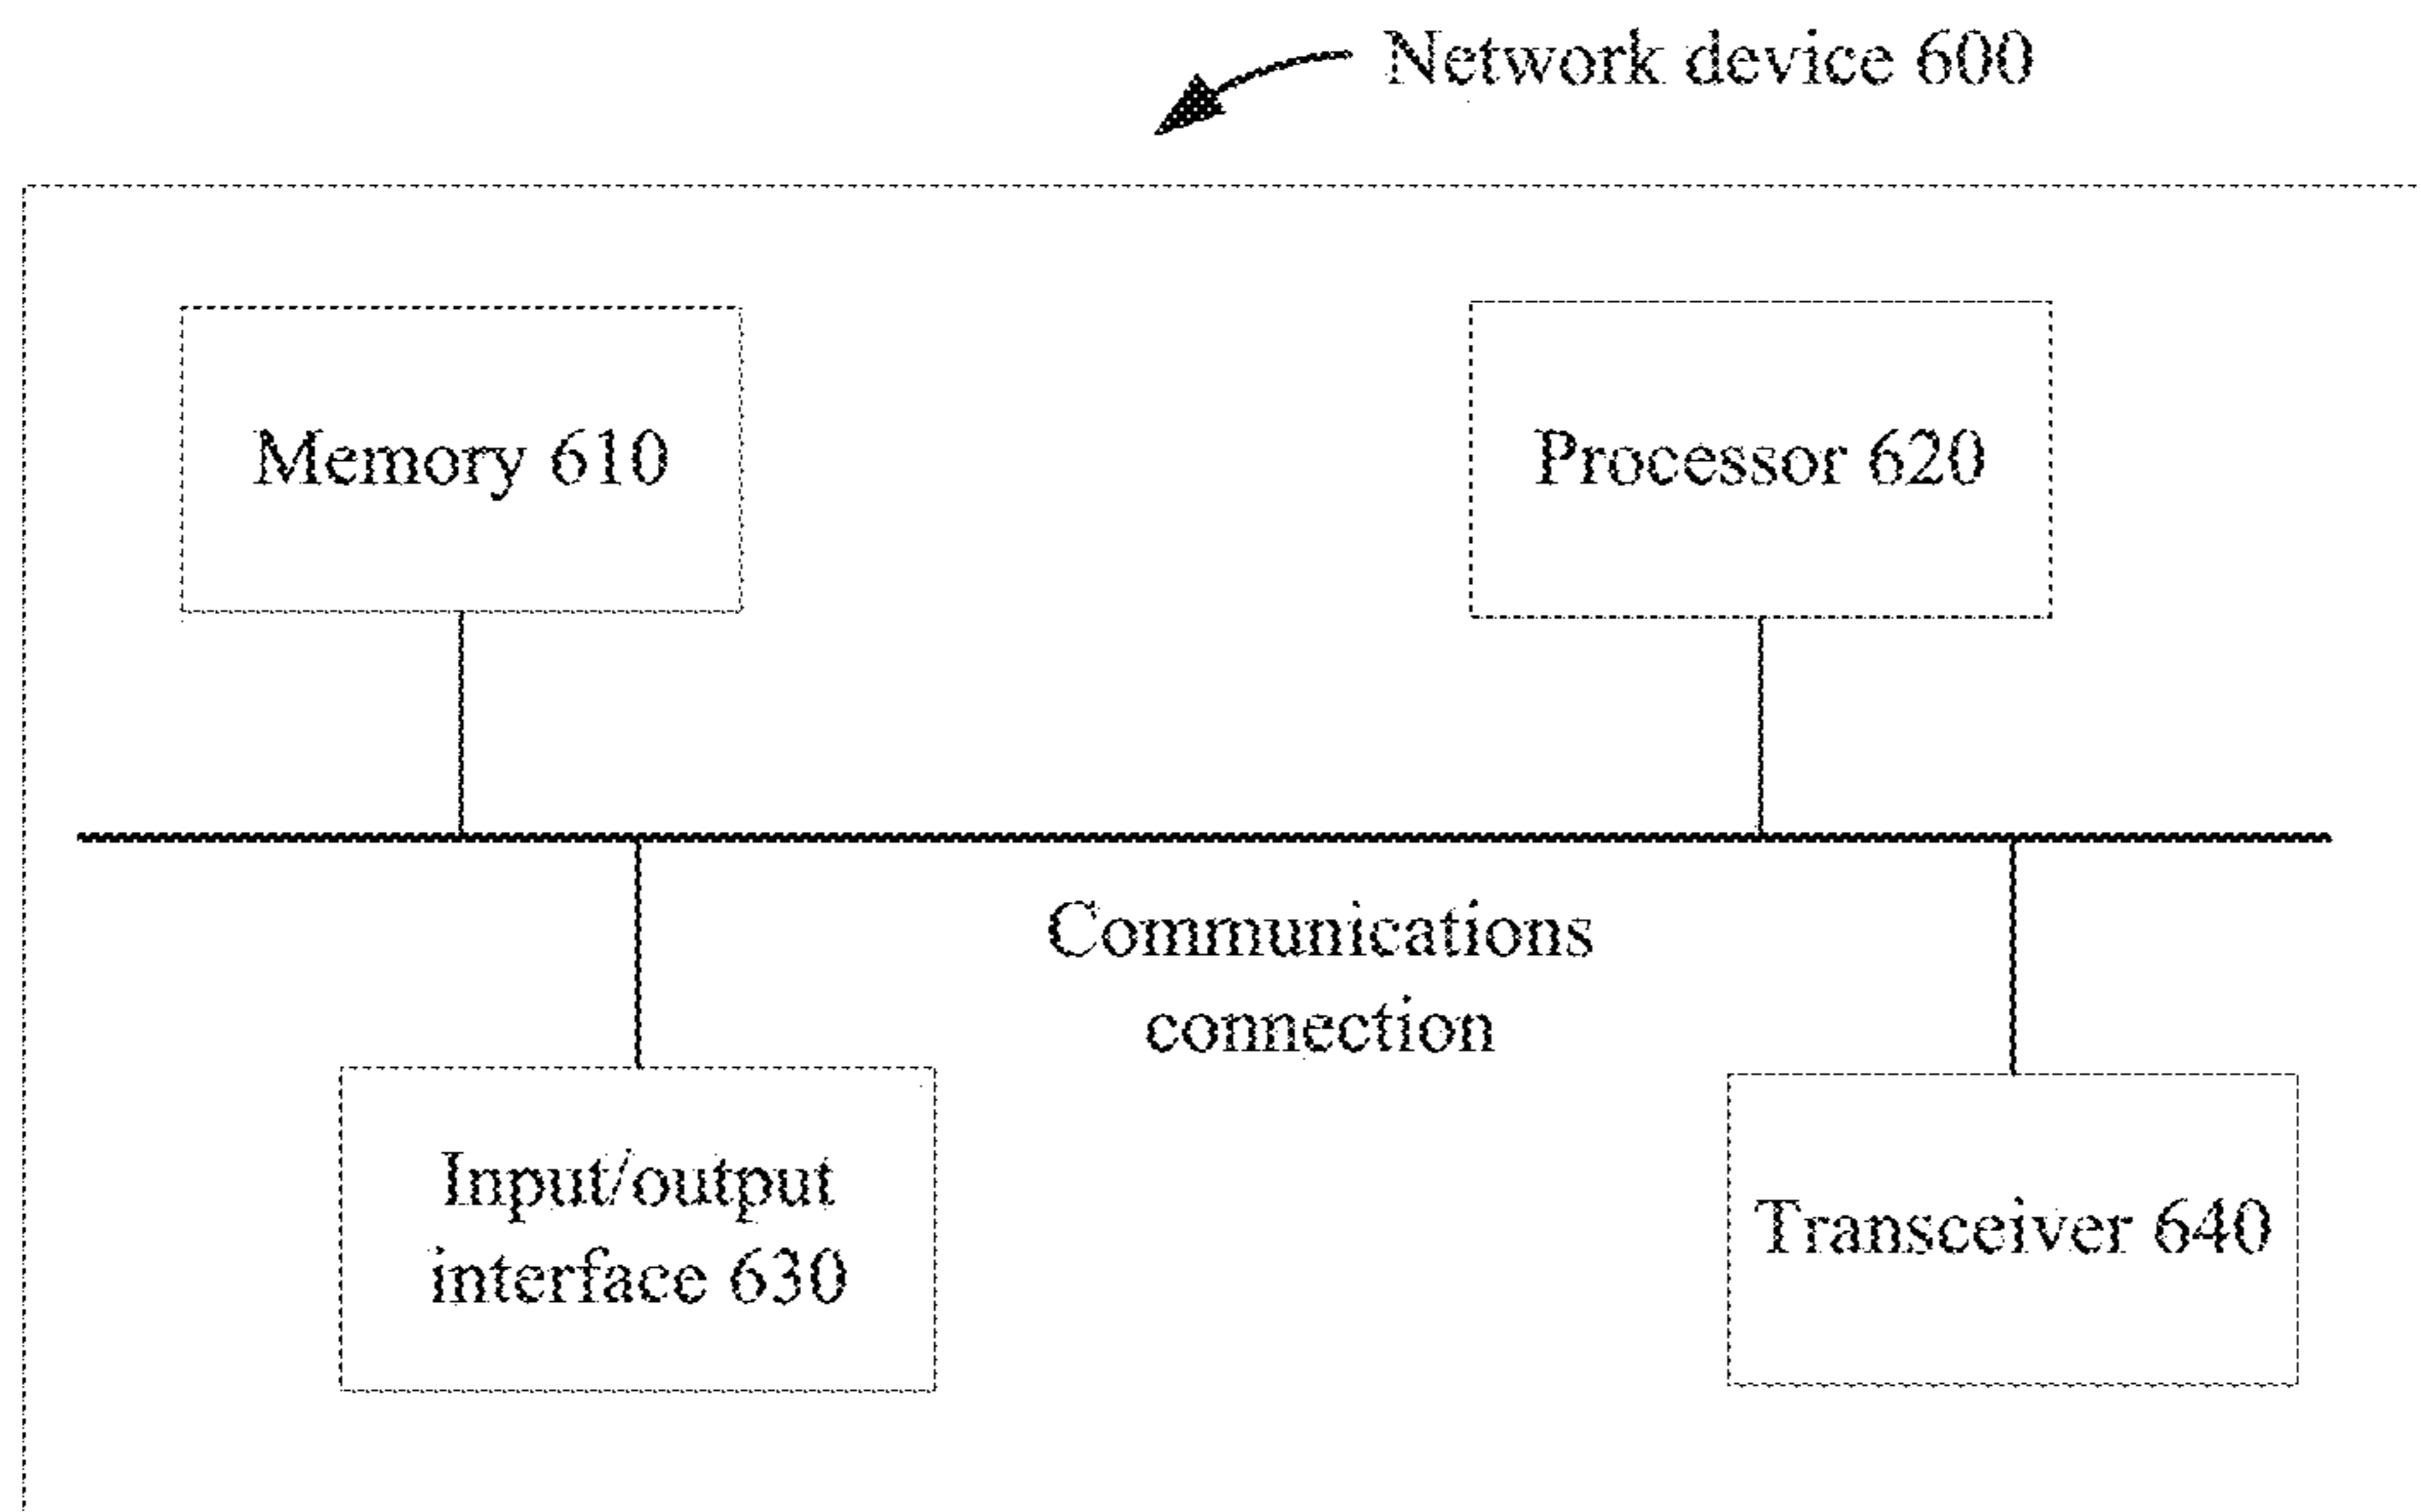 Network device 600
Memory 610
Processor 620
Communications
connection
Input/output
interface 630
Transceiver 640